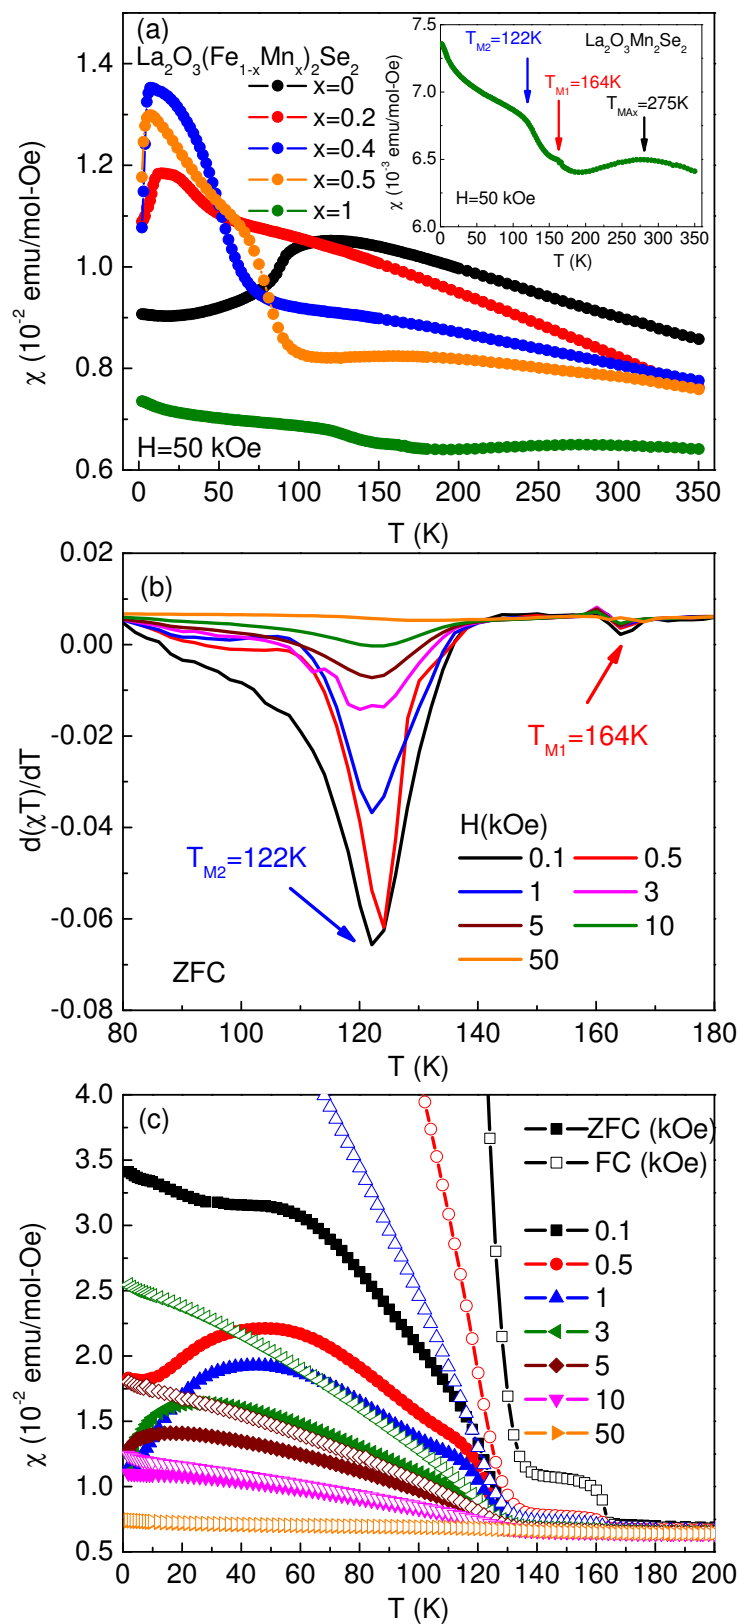 (a)
La2O3(Fe1-xMnx)2Se2
x=0
x=0.2
x=0.4
x=0.5
x=1
H=50 kOe
χ (10-2 emu/mol-Oe)
1.4
1.2
1.0
0.8
0.6
0 50 100 150 200 250 300 350
T (K)
TM2=122K
La2O3Mn2Se2
TM1=164K
TMAx=275K
H=50 kOe
χ (10-3 emu/mol-Oe)
7.5
7.0
6.5
6.0
0 50 100 150 200 250 300 350
T (K)
(b)
d(χT)/dT
0.02
0.00
-0.02
-0.04
-0.06
-0.08
TM1=164K
TM2=122K
H(kOe)
0.1 0.5
1 3
5 10
50
ZFC
80 100 120 140 160 180
T (K)
(c)
χ (10-2 emu/mol-Oe)
4.0
3.5
3.0
2.5
2.0
1.5
1.0
0.5
ZFC (kOe)
FC (kOe)
0.1
0.5
1
3
5
10
50
0 20 40 60 80 100 120 140 160 180 200
T (K)